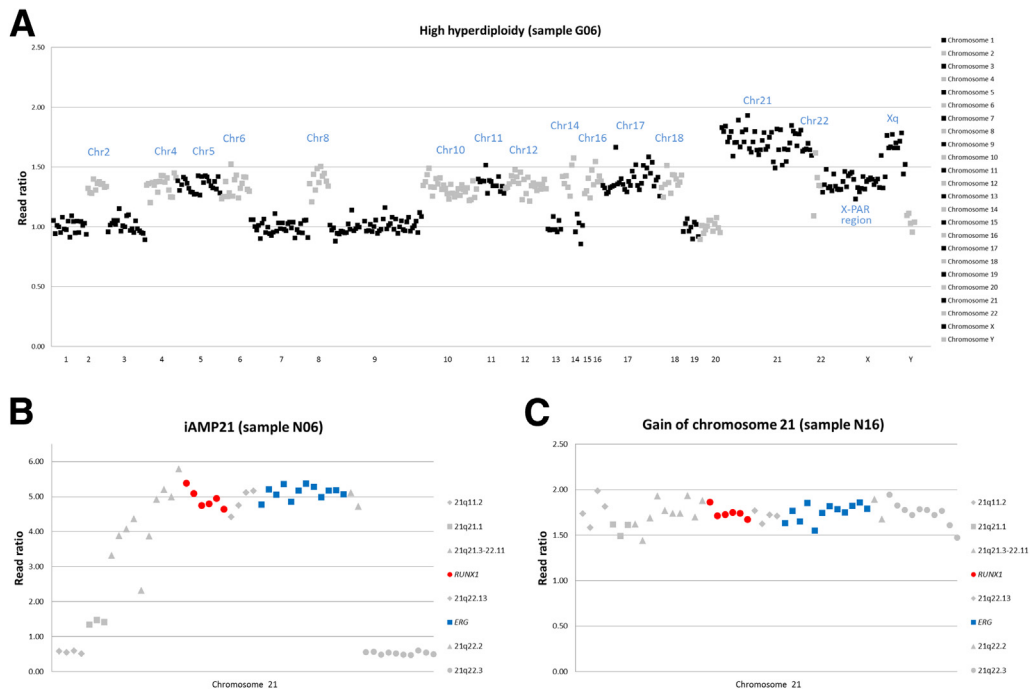 A
High hyperdiploidy (sample G06)
2.50
2.00
1.50
1.00
0.50
0.00
Read ratio
Chr2
Chr4
Chr5
Chr6
Chr8
Chr10
Chr11
Chr12
Chr14
Chr16
Chr17
Chr18
Chr21
Chr22
X-PAR
region
Xq
1 2 3 4 5 6 7 8 9 10 11 12 13 14 15 16 17 18 19 20 21 22 X Y
Chromosome 1
Chromosome 2
Chromosome 3
Chromosome 4
Chromosome 5
Chromosome 6
Chromosome 7
Chromosome 8
Chromosome 9
Chromosome 10
Chromosome 11
Chromosome 12
Chromosome 13
Chromosome 14
Chromosome 15
Chromosome 16
Chromosome 17
Chromosome 18
Chromosome 19
Chromosome 20
Chromosome 21
Chromosome 22
Chromosome X
Chromosome Y
B
iAMP21 (sample N06)
6.00
5.00
4.00
3.00
2.00
1.00
0.00
Read ratio
Chromosome 21
21q11.2
21q21.1
21q21.3-22.11
RUNX1
21q22.13
ERG
21q22.2
21q22.3
C
Gain of chromosome 21 (sample N16)
2.50
2.00
1.50
1.00
0.50
0.00
Read ratio
Chromosome 21
21q11.2
21q21.1
21q21.3-22.11
RUNX1
21q22.13
ERG
21q22.2
21q22.3